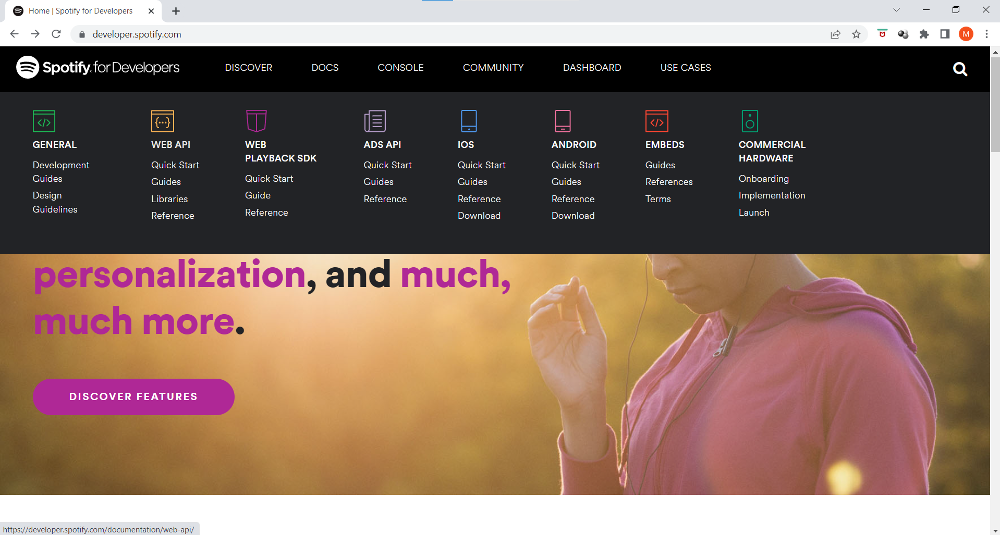 Home | Spotify for Developers
developer.spotify.com
M
Spotify for Developers
DISCOVER
DOCS
CONSOLE
COMMUNITY
DASHBOARD
USE CASES
GENERAL
Development
Guides
Design
Guidelines
WEB API
Quick Start
Guides
Libraries
Reference
WEB
PLAYBACK SDK
Quick Start
Guide
Reference
ADS API
Quick Start
Guides
Reference
IOS
Quick Start
Guides
Reference
Download
ANDROID
Quick Start
Guides
Reference
Download
EMBEDS
Guides
References
Terms
COMMERCIAL
HARDWARE
Onboarding
Implementation
Launch
personalization, and much,
much more.
DISCOVER FEATURES
https://developer.spotify.com/documentation/web-api/